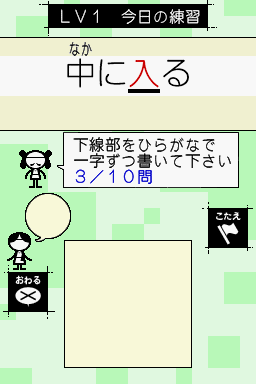 LV1 今日の練習
なか
中に入る
下線部をひらがなで
一字ずつ書いて下さい
3/10問
こたえ
おわる